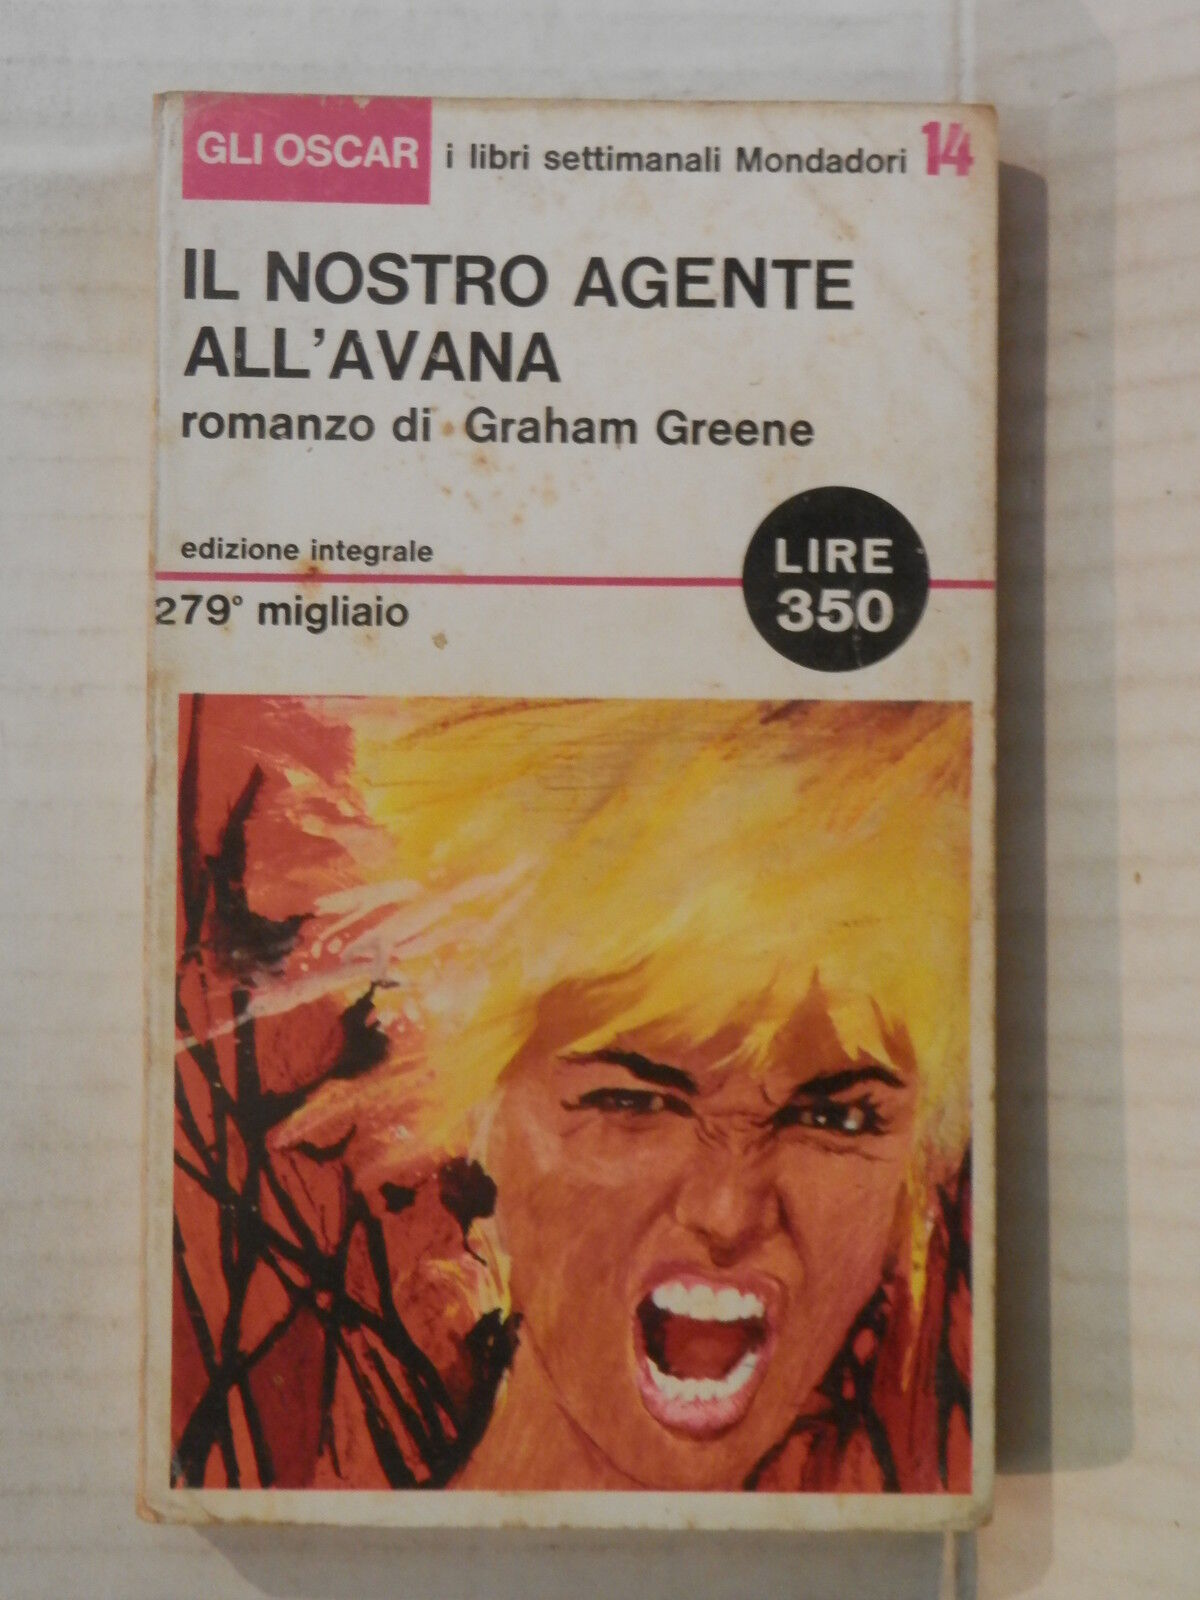 GLI OSCAR i libri settimanali Mondadori 14
IL NOSTRO AGENTE
ALL'AVANA
romanzo di Graham Greene
edizione integrale
LIRE
350
279° migliaio